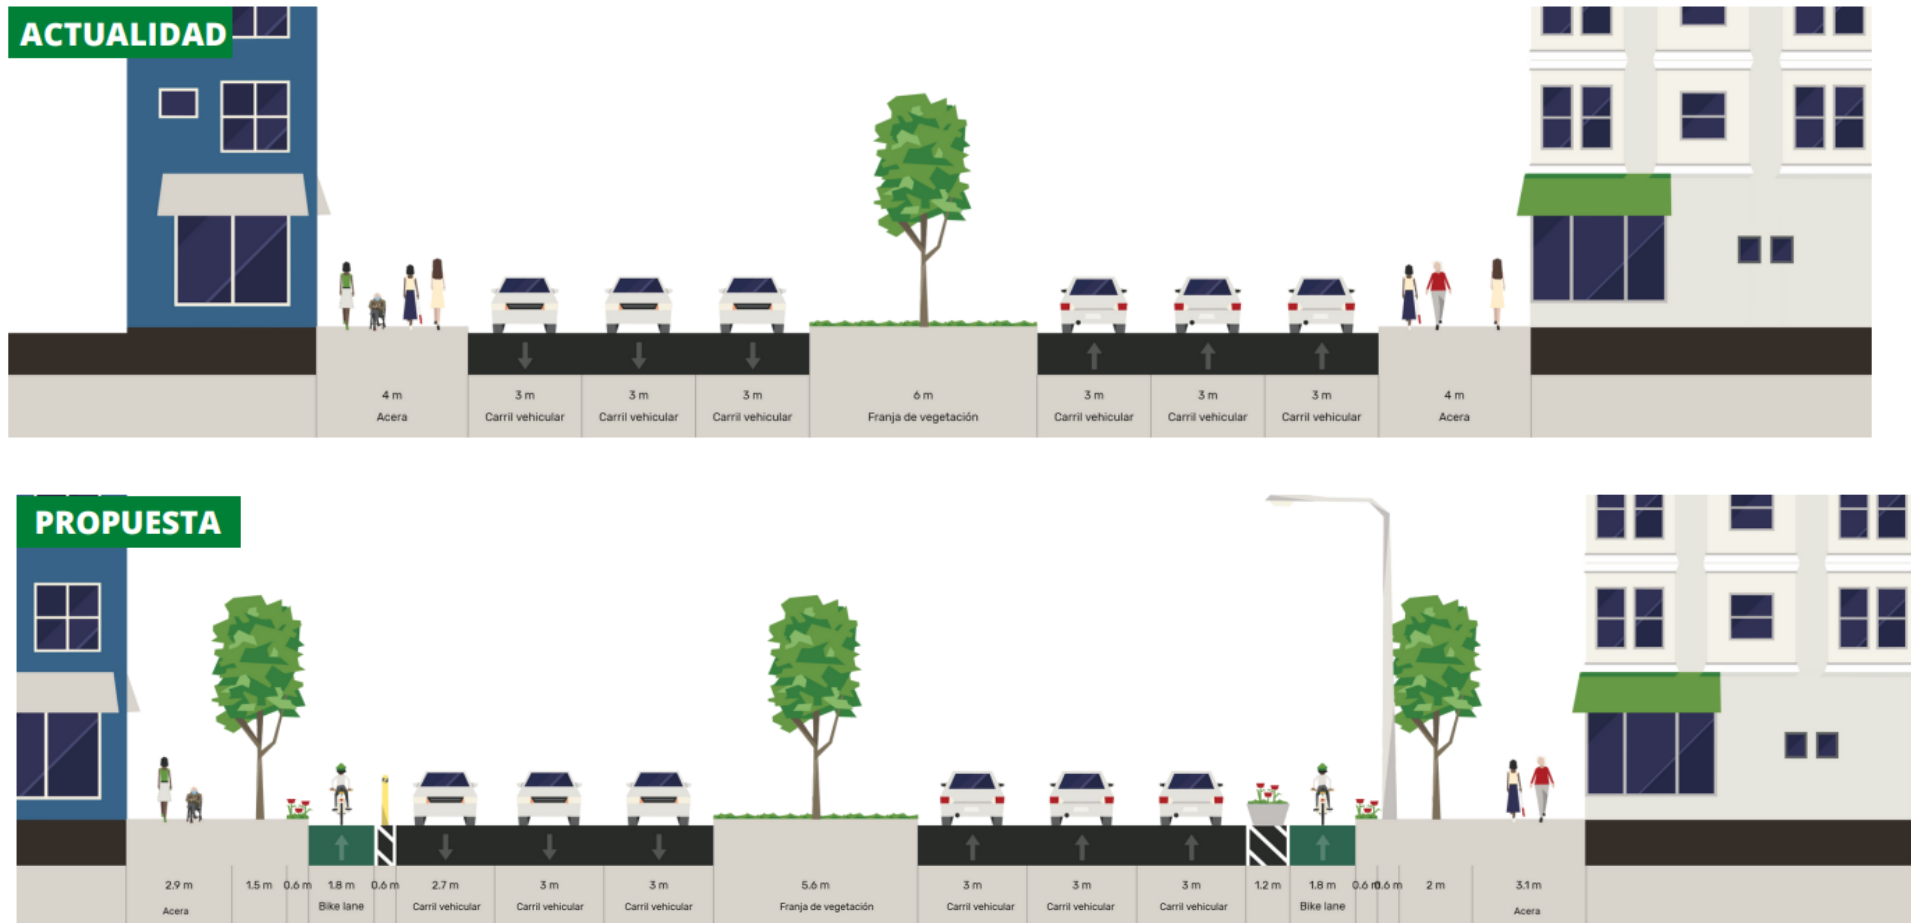 ACTUALIDAD
4 m 3 m 3 m 3 m 6 m 3 m 3 m 3 m 4 m
Acera Carril vehicular Carril vehicular Carril vehicular Franja de vegetación Carril vehicular Carril vehicular Carril vehicular Acera
PROPUESTA
2.9 m 1.5 m 0.6 m 1.8 m 0.6 m 2.7 m 3 m 3 m 5.6 m 3 m 3 m 3 m 1.2 m 1.8 m 0.6 m 0.6 m 2 m 3.1 m
Acera Bike lane Carril vehicular Carril vehicular Carril vehicular Franja de vegetación Carril vehicular Carril vehicular Carril vehicular Bike lane Acera